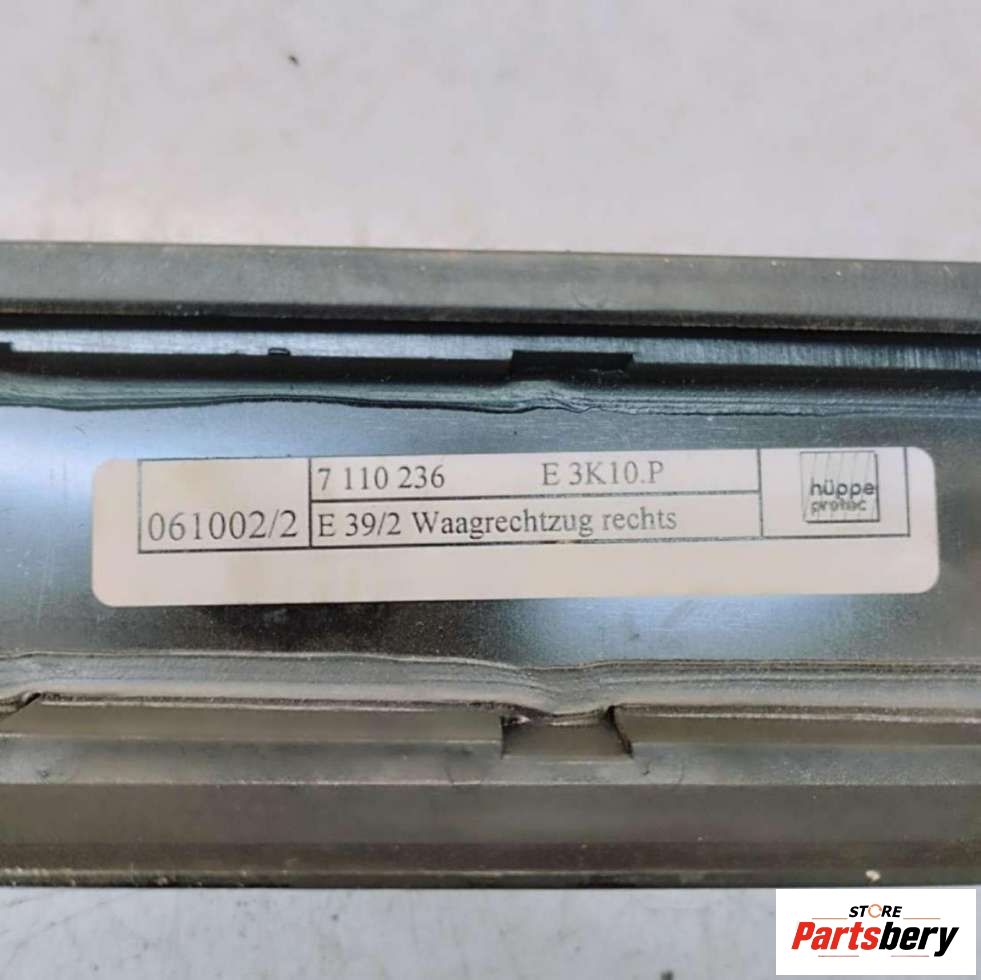 7 110 236 E 3K10.P
061002/2 E 39/2 Waagrechtzug rechts
hüppe
protec
STORE
Partsbery